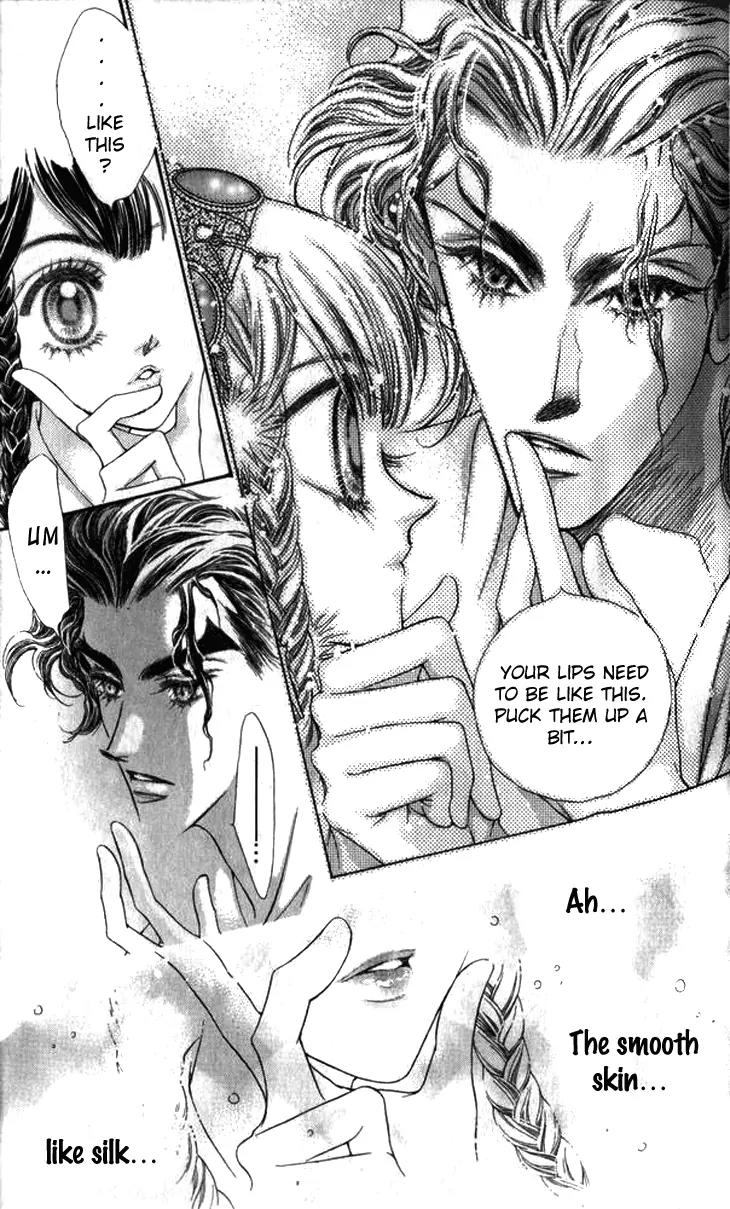 YOUR LIPS NEED
TO BE LIKE THIS.
PUCK THEM UP A
BIT...
....
LIKE
THIS
?
UM
...
Ah...
The smooth
skin...
like silk...